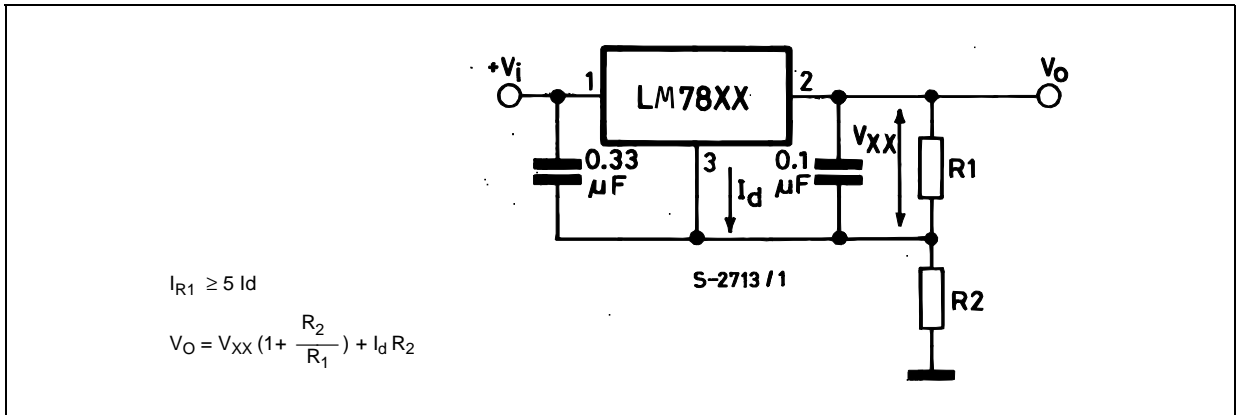 +Vi
1
LM78XX
2
Vo
0.33
µF
3
Id
0.1
µF
VXX
R1
S-2713/1
R2
IR1 ≥ 5 Id
VO = VXX (1+ R2/R1) + Id R2